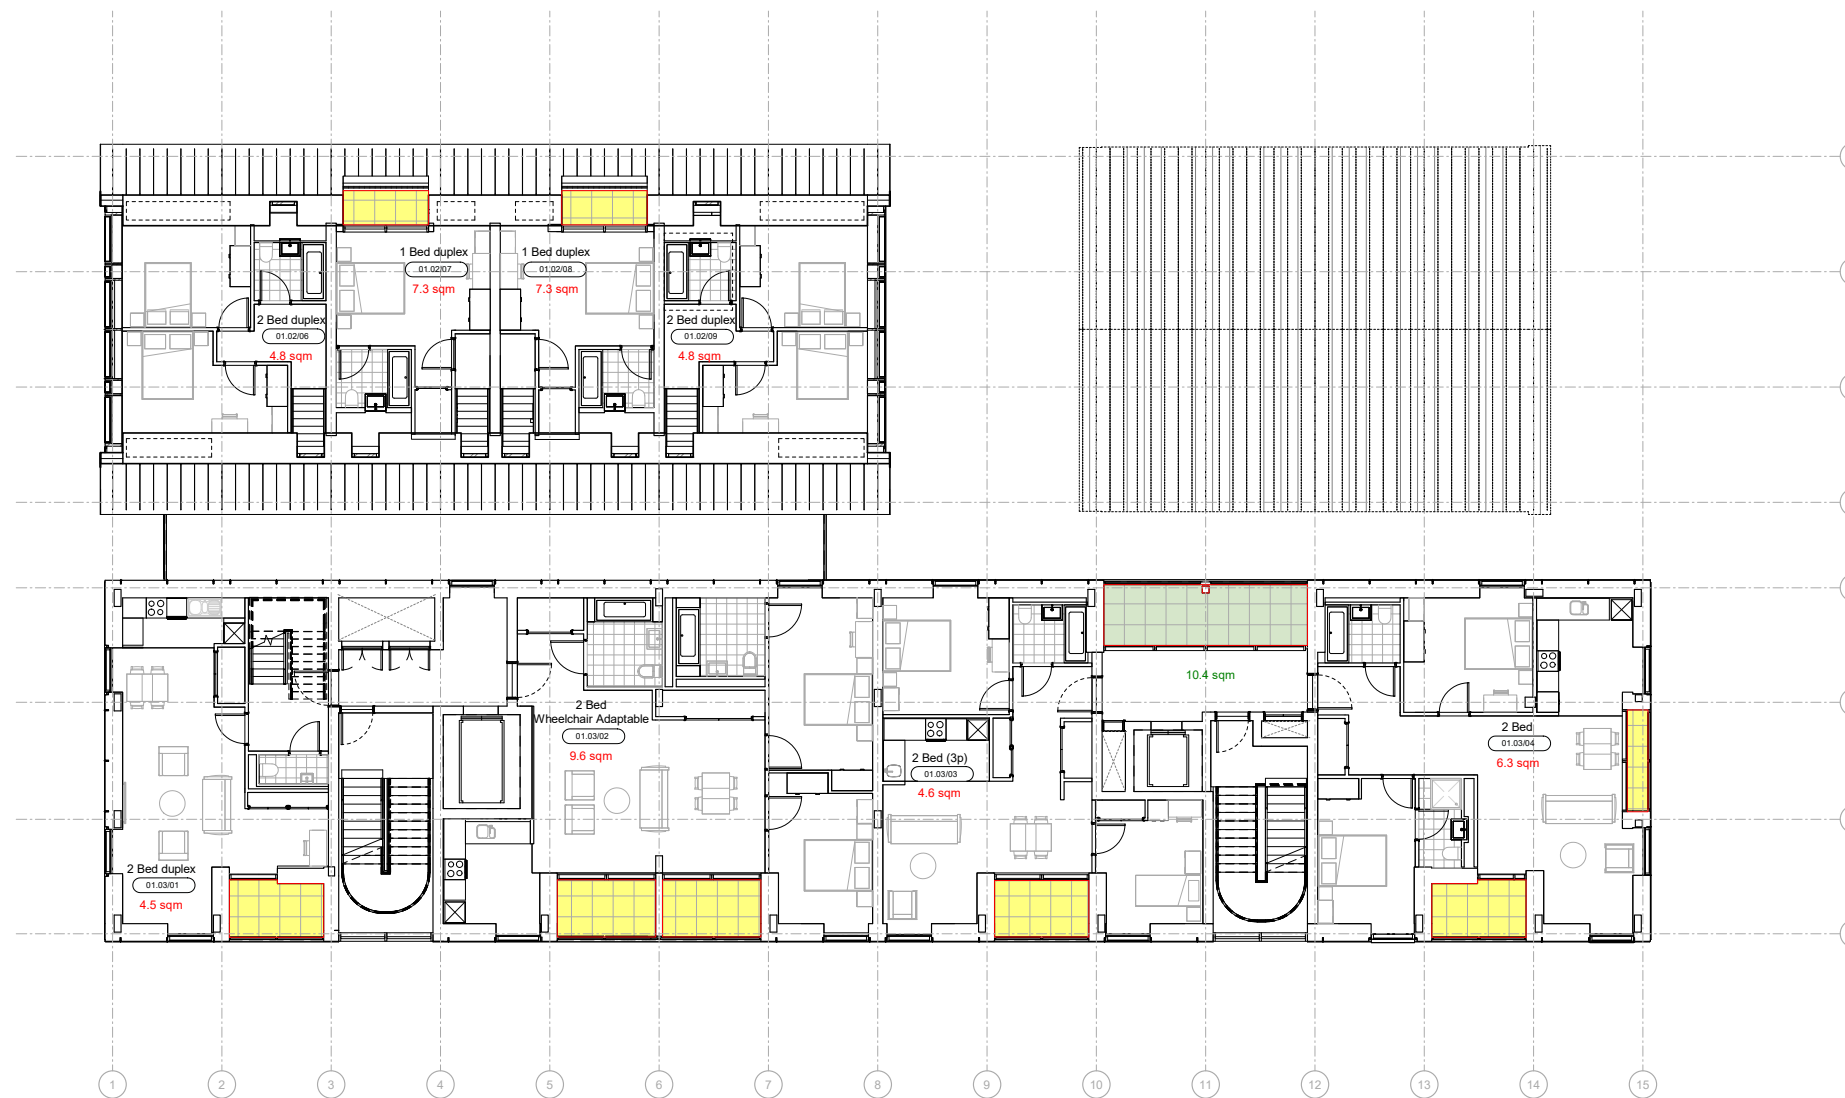 1 Bed duplex
01.02/07
7.3 sqm
1 Bed duplex
01.02/08
7.3 sqm
2 Bed duplex
01.02/06
4.8 sqm
2 Bed duplex
01.02/09
4.8 sqm
10.4 sqm
2 Bed
Wheelchair Adaptable
01.03/02
9.6 sqm
2 Bed (3p)
01.03/03
4.6 sqm
2 Bed
01.03/04
6.3 sqm
2 Bed duplex
01.03/01
4.5 sqm
1 2 3 4 5 6 7 8 9 10 11 12 13 14 15